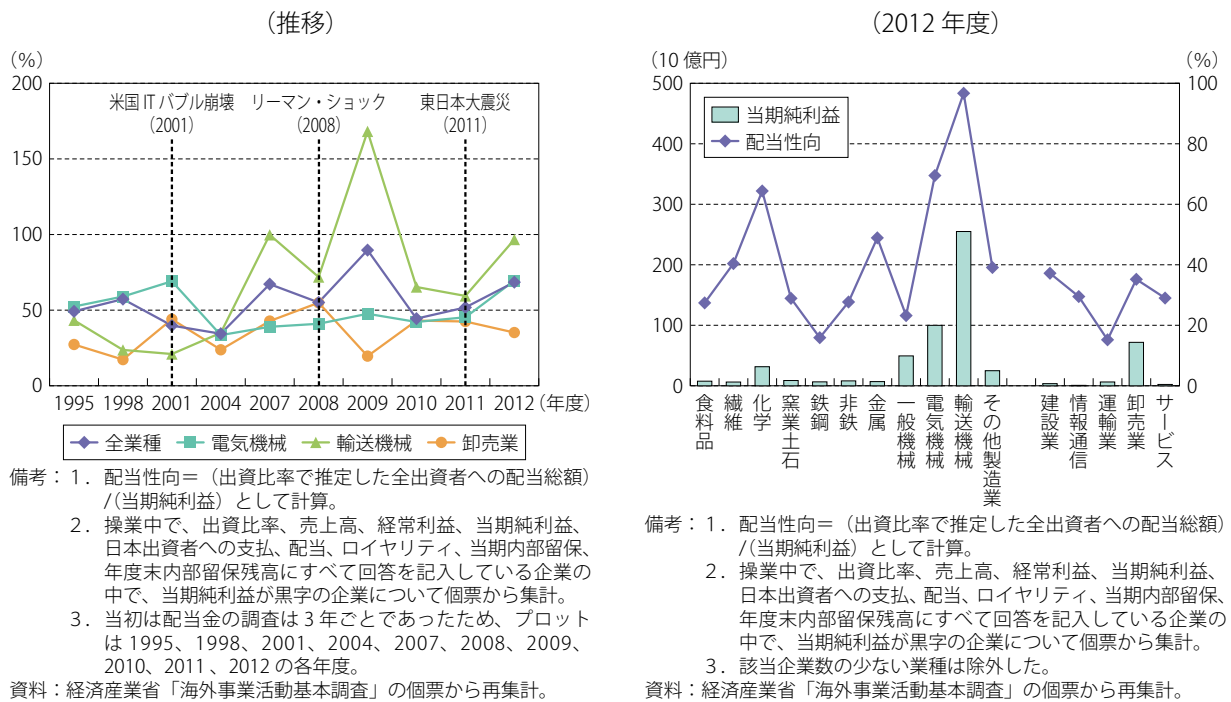 （推移）
（%）
200
150
100
50
0
米国 IT バブル崩壊
（2001）
リーマン・ショック
（2008）
東日本大震災
（2011）
1995 1998 2001 2004 2007 2008 2009 2010 2011 2012（年度）
全業種 電気機械 輸送機械 卸売業
備考：１．配当性向＝（出資比率で推定した全出資者への配当総額）
/（当期純利益）として計算。
２．操業中で、出資比率、売上高、経常利益、当期純利益、
日本出資者への支払、配当、ロイヤリティ、当期内部留保、
年度末内部留保残高にすべて回答を記入している企業の
中で、当期純利益が黒字の企業について個票から集計。
３．当初は配当金の調査は 3 年ごとであったため、プロット
は 1995、1998、2001、2004、2007、2008、2009、
2010、2011 、2012 の各年度。
資料：経済産業省「海外事業活動基本調査」の個票から再集計。
（2012 年度）
（10 億円）
（%）
500
400
300
200
100
0
100
80
60
40
20
0
当期純利益
配当性向
食料品
繊維
化学
窯業土石
鉄鋼
非鉄
金属
一般機械
電気機械
輸送機械
その他製造業
建設業
情報通信
運輸業
卸売業
サービス
備考：１．配当性向＝（出資比率で推定した全出資者への配当総額）
/（当期純利益）として計算。
２．操業中で、出資比率、売上高、経常利益、当期純利益、
日本出資者への支払、配当、ロイヤリティ、当期内部留保、
年度末内部留保残高にすべて回答を記入している企業の
中で、当期純利益が黒字の企業について個票から集計。
３．該当企業数の少ない業種は除外した。
資料：経済産業省「海外事業活動基本調査」の個票から再集計。